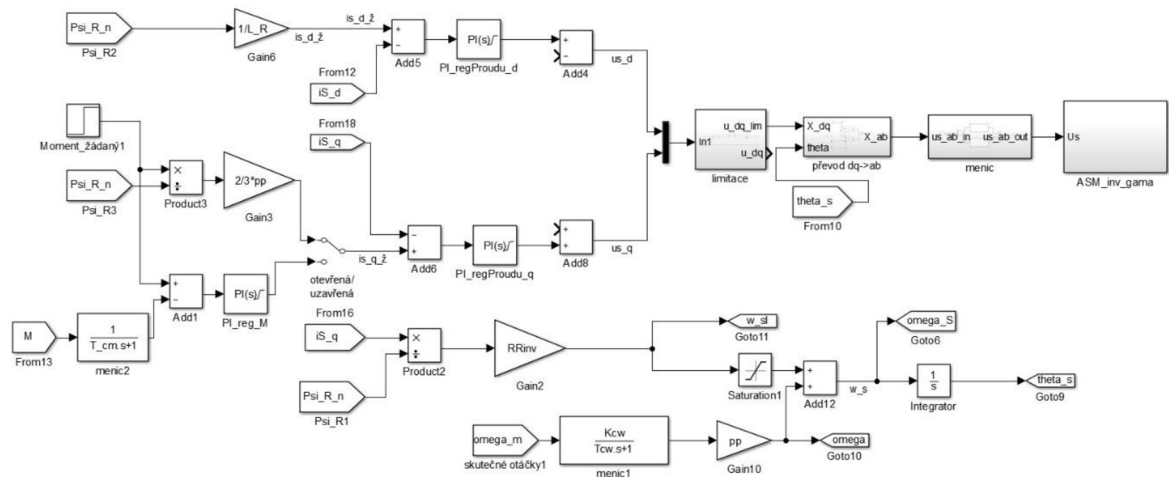 Psi_R_n
Psi_R2
1/L_R
Gain6
is_d_ž
is_d_ž
+
−
Add5
From12
iS_d
PI(s)
PI_regProudu_d
+
−
Add4
us_d
From18
iS_q
Moment_žádaný1
Psi_R_n
Psi_R3
×
÷
Product3
2/3*pp
Gain3
otevřená/
uzavřená
is_q_ž
−
+
Add6
PI(s)
PI_regProudu_q
+
+
Add8
us_q
In1
u_dq_lim
u_dq
limitace
X_dq
theta
X_ab
převod dq->ab
theta_s
From10
us_ab_in
us_ab_out
menic
Us
ASM_inv_gama
M
From13
1
T_cm.s+1
menic2
+
−
Add1
PI(s)
PI_reg_M
From16
iS_q
Psi_R_n
Psi_R1
×
÷
Product2
RRinv
Gain2
w_sl
Goto11
Saturation1
+
+
Add12
w_s
omega_S
Goto6
1
s
Integrator
theta_s
Goto9
omega_m
skutečné otáčky1
Kcw
Tcw.s+1
menic1
pp
Gain10
omega
Goto10